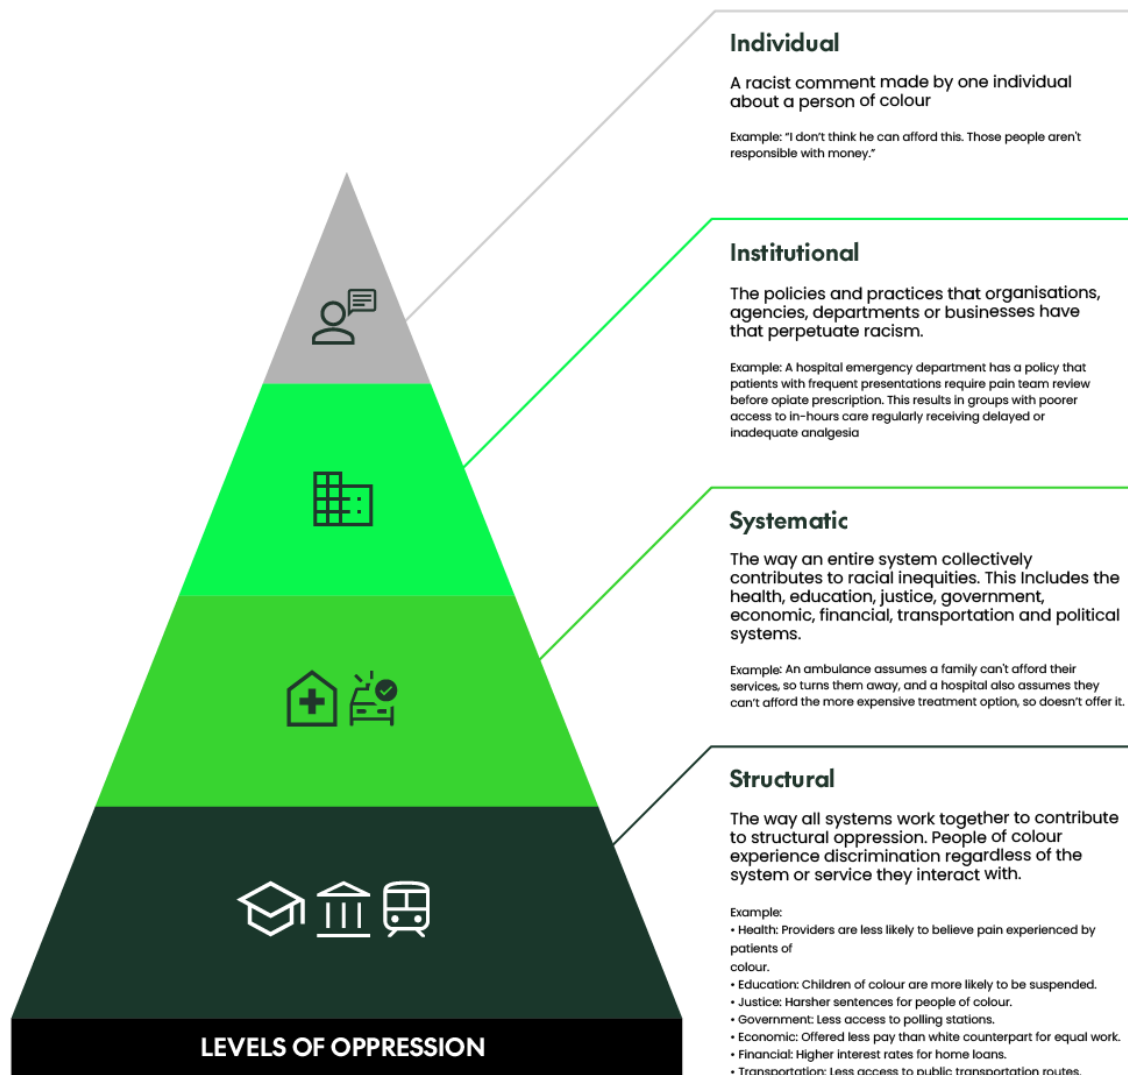 Individual
A racist comment made by one individual
about a person of colour
Example: “I don’t think he can afford this. Those people aren’t
responsible with money.”
Institutional
The policies and practices that organisations,
agencies, departments or businesses have
that perpetuate racism.
Example: A hospital emergency department has a policy that
patients with frequent presentations require pain team review
before opiate prescription. This results in groups with poorer
access to in-hours care regularly receiving delayed or
inadequate analgesia
Systematic
The way an entire system collectively
contributes to racial inequities. This Includes the
health, education, justice, government,
economic, financial, transportation and political
systems.
Example: An ambulance assumes a family can't afford their
services, so turns them away, and a hospital also assumes they
can’t afford the more expensive treatment option, so doesn’t offer it.
Structural
The way all systems work together to contribute
to structural oppression. People of colour
experience discrimination regardless of the
system or service they interact with.
Example:
• Health: Providers are less likely to believe pain experienced by
patients of
colour.
• Education: Children of colour are more likely to be suspended.
• Justice: Harsher sentences for people of colour.
• Government: Less access to polling stations.
• Economic: Offered less pay than white counterpart for equal work.
• Financial: Higher interest rates for home loans.
• Transportation: Less access to public transportation routes.
LEVELS OF OPPRESSION